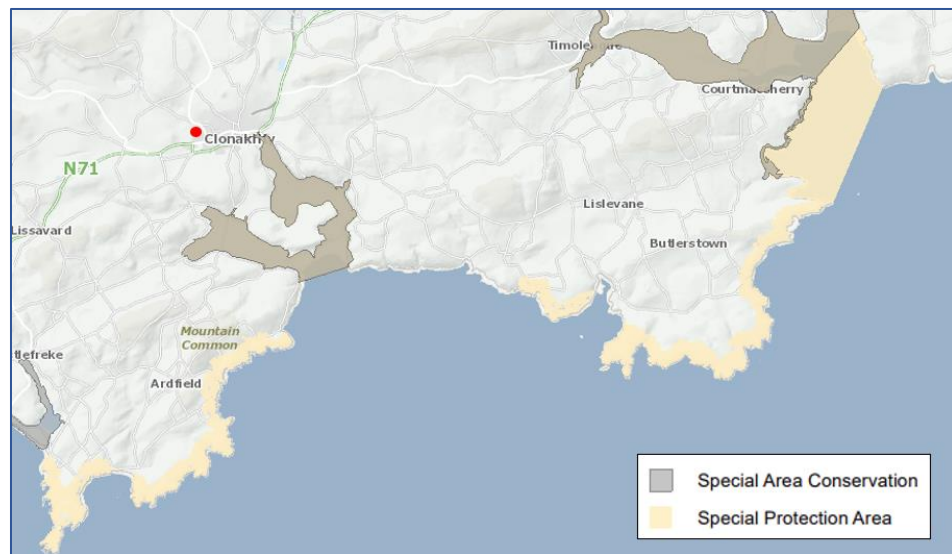 Courtmacsherry
Clonakilty
N71
Lislevane
Lissavard
Butlerstown
Mountain
Common
tlefreke
Ardfield
Special Area Conservation
Special Protection Area